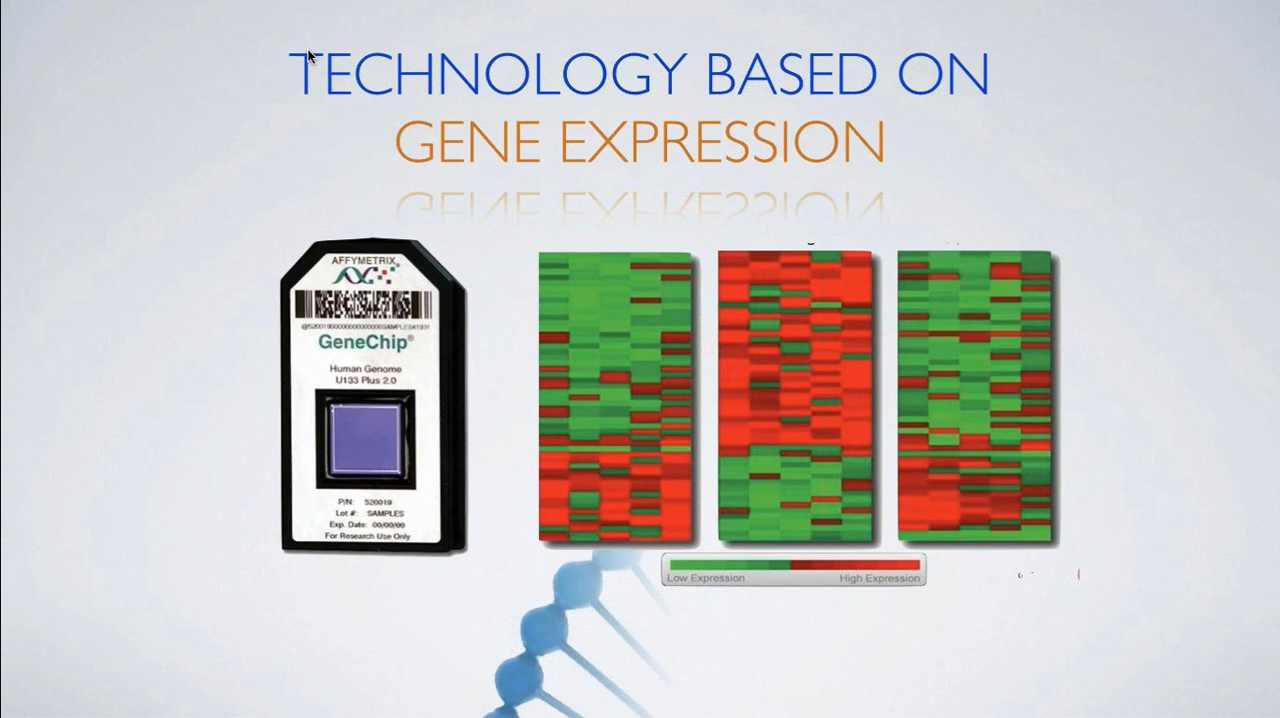 TECHNOLOGY BASED ON
GENE EXPRESSION
AFFYMETRIX
GeneChip®
Human Genome
U133 Plus 2.0
P/N: 520019
Lot #: SAMPLES
Exp. Date: 00/00/00
For Research Use Only
Low Expression
High Expression